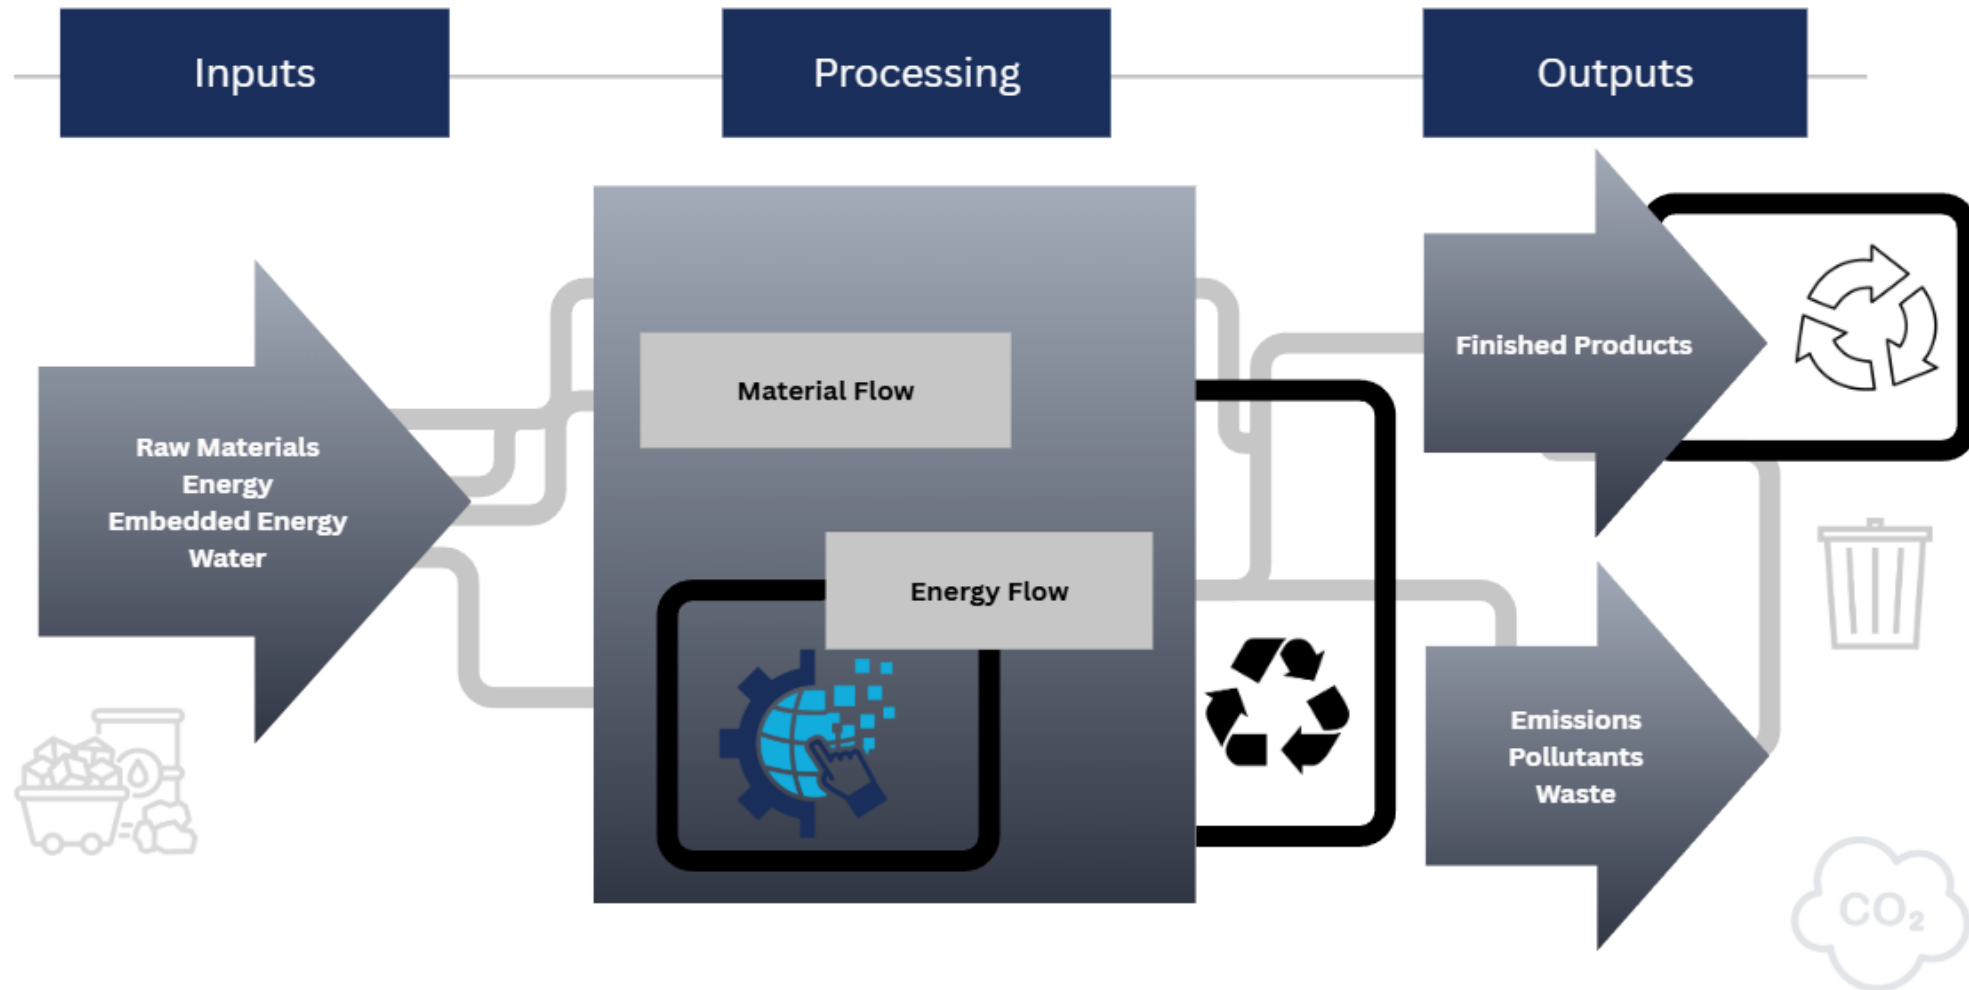 Inputs
Processing
Outputs
Raw Materials
Energy
Embedded Energy
Water
Material Flow
Energy Flow
Finished Products
Emissions
Pollutants
Waste
CO₂